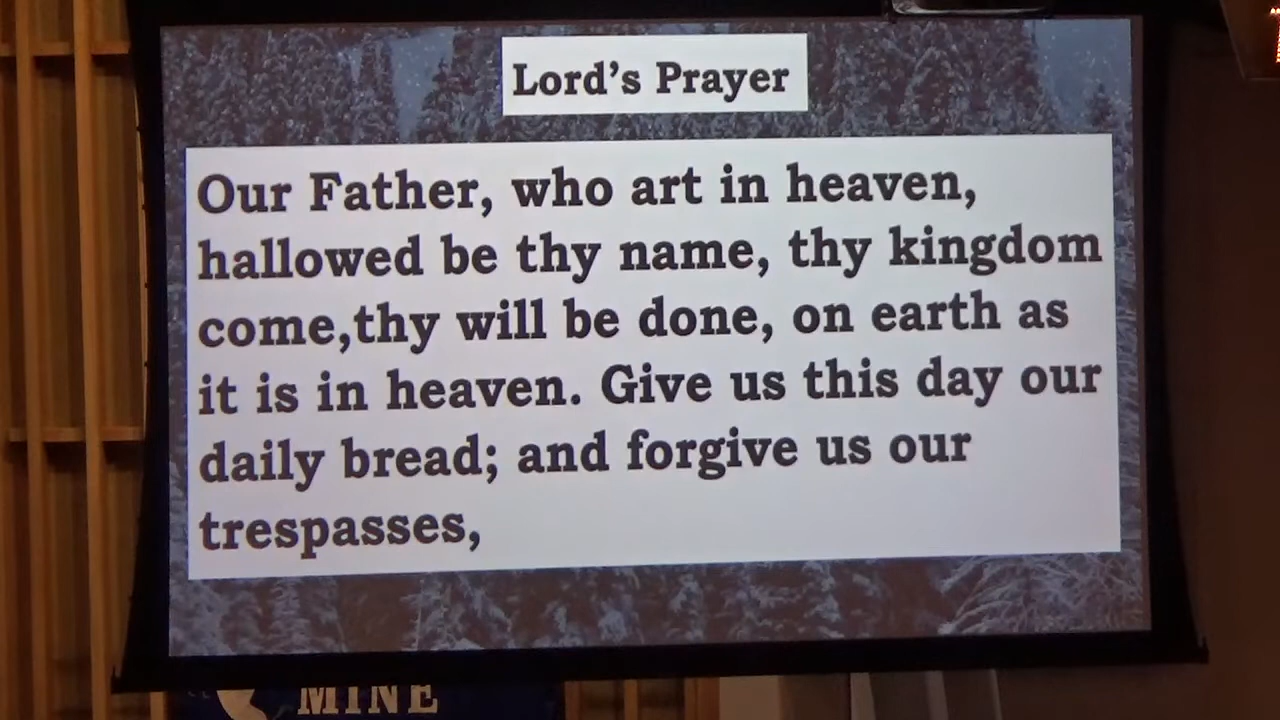 Lord's Prayer
Our Father, who art in heaven,
hallowed be thy name, thy kingdom
come,thy will be done, on earth as
it is in heaven. Give us this day our
daily bread; and forgive us our
trespasses,
MINE